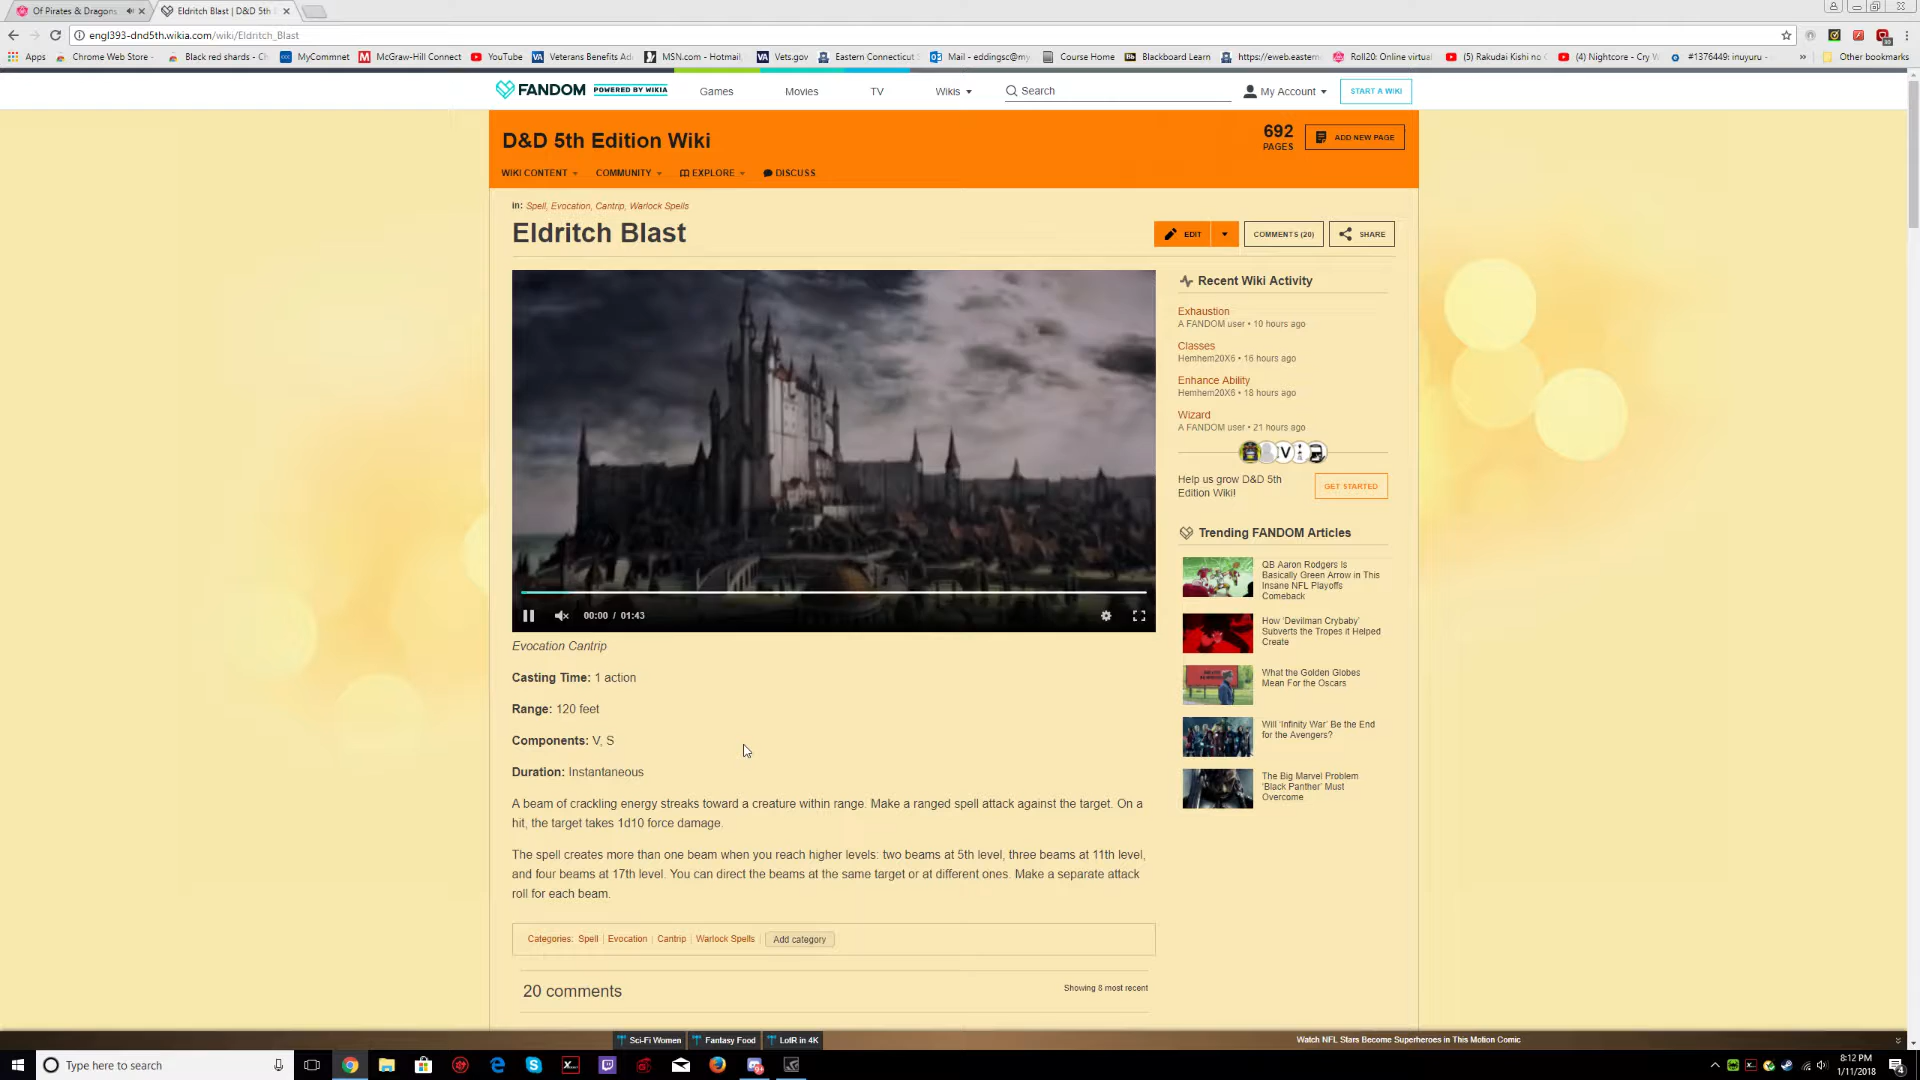 Of Pirates & Dragons
Eldritch Blast | D&D 5th
engl393-dnd5th.wikia.com/wiki/Eldritch_Blast
Apps
Chrome Web Store -
Black red shards - Ch
MyCommnet
McGraw-Hill Connect
YouTube
Veterans Benefits Ad
MSN.com - Hotmail
Vets.gov
Eastern Connecticut
Mail - eddingsc@my
Course Home
Blackboard Learn
https://eweb.eastern
Roll20: Online virtual
(5) Rakudai Kishi no
(4) Nightcore - Cry W
#1376449: inuyuru -
»
Other bookmarks
FANDOM
POWERED BY WIKIA
Games
Movies
TV
Wikis
Search
My Account
START A WIKI
D&D 5th Edition Wiki
692
PAGES
ADD NEW PAGE
WIKI CONTENT
COMMUNITY
EXPLORE
DISCUSS
in: Spell, Evocation, Cantrip, Warlock Spells
Eldritch Blast
EDIT
COMMENTS (20)
SHARE
00:00 / 01:43
Evocation Cantrip
Casting Time: 1 action
Range: 120 feet
Components: V, S
Duration: Instantaneous
A beam of crackling energy streaks toward a creature within range. Make a ranged spell attack against the target. On a
hit, the target takes 1d10 force damage.
The spell creates more than one beam when you reach higher levels: two beams at 5th level, three beams at 11th level,
and four beams at 17th level. You can direct the beams at the same target or at different ones. Make a separate attack
roll for each beam.
Categories: Spell | Evocation | Cantrip | Warlock Spells
Add category
20 comments
Showing 8 most recent
Recent Wiki Activity
Exhaustion
A FANDOM user • 10 hours ago
Classes
Hemhem20X6 • 16 hours ago
Enhance Ability
Hemhem20X6 • 18 hours ago
Wizard
A FANDOM user • 21 hours ago
Help us grow D&D 5th
Edition Wiki!
GET STARTED
Trending FANDOM Articles
QB Aaron Rodgers Is
Basically Green Arrow in This
Insane NFL Playoffs
Comeback
How 'Devilman Crybaby'
Subverts the Tropes it Helped
Create
What the Golden Globes
Mean For the Oscars
Will 'Infinity War' Be the End
for the Avengers?
The Big Marvel Problem
'Black Panther' Must
Overcome
Sci-Fi Women
Fantasy Food
LotR in 4K
Watch NFL Stars Become Superheroes in This Motion Comic
Type here to search
8:12 PM
1/11/2018